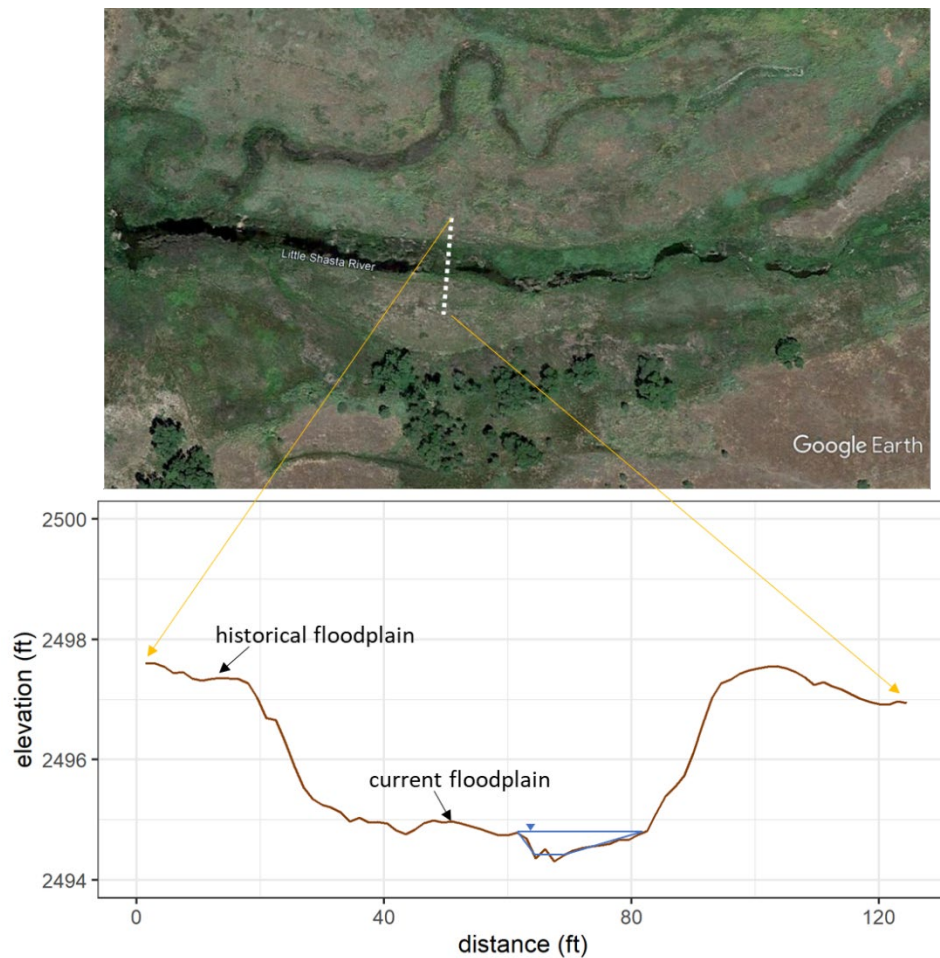 Little Shasta River
Google Earth
2500
2498
historical floodplain
2496
current floodplain
2494
elevation (ft)
0 40 80 120
distance (ft)